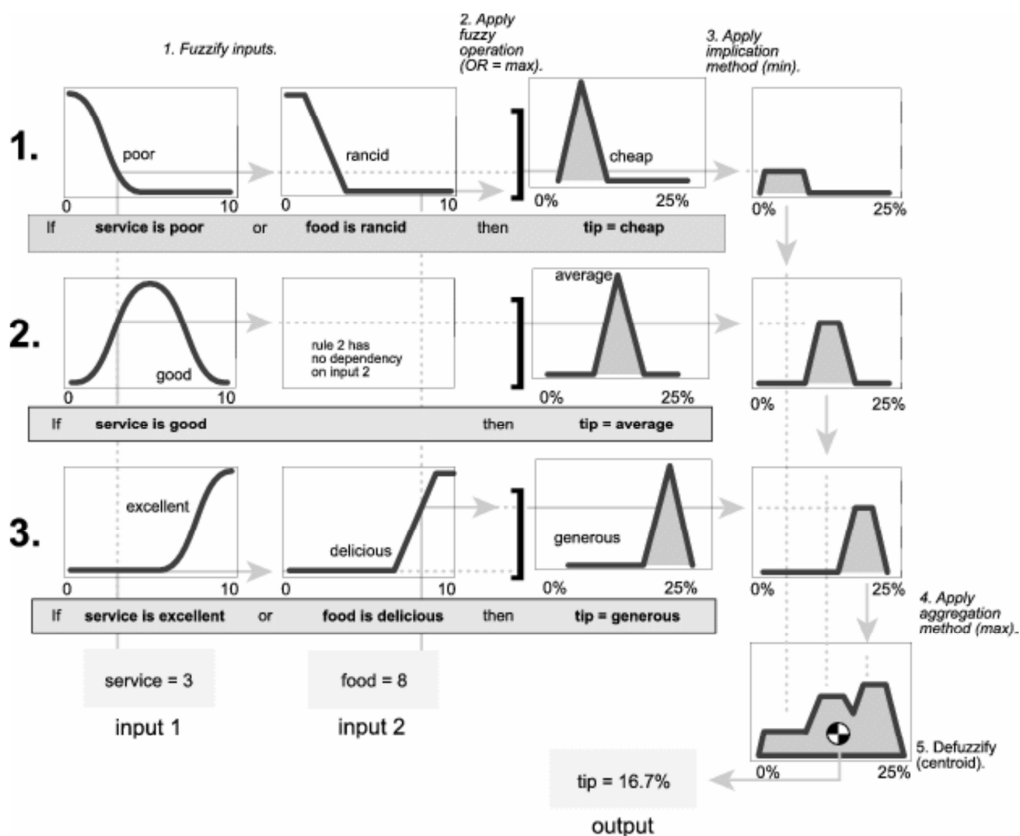 1. Fuzzify inputs.
2. Apply
fuzzy
operation
(OR = max).
3. Apply
implication
method (min).
1.
poor
rancid
cheap
0 10
0 10
0% 25%
0% 25%
If service is poor or food is rancid then tip = cheap
2.
good
rule 2 has
no dependency
on input 2
average
0 10
0% 25%
0% 25%
If service is good then tip = average
3.
excellent
delicious
generous
0 10
0 10
0% 25%
0% 25%
If service is excellent or food is delicious then tip = generous
4. Apply
aggregation
method (max).
service = 3
input 1
food = 8
input 2
0% 25%
5. Defuzzify
(centroid).
tip = 16.7%
output